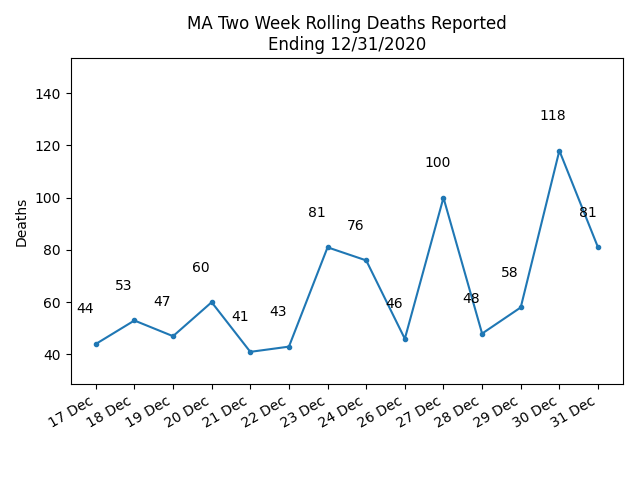 MA Two Week Rolling Deaths Reported
Ending 12/31/2020
Deaths
140
120
100
80
60
40
44
53
47
60
41
43
81
76
46
100
48
58
118
81
17 Dec
18 Dec
19 Dec
20 Dec
21 Dec
22 Dec
23 Dec
24 Dec
26 Dec
27 Dec
28 Dec
29 Dec
30 Dec
31 Dec